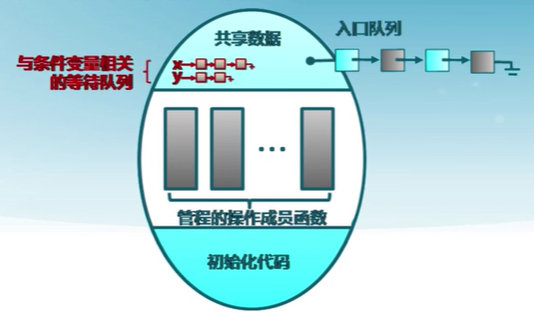 共享数据
入口队列
与条件变量相关
的等待队列
x
y
管程的操作成员函数
初始化代码